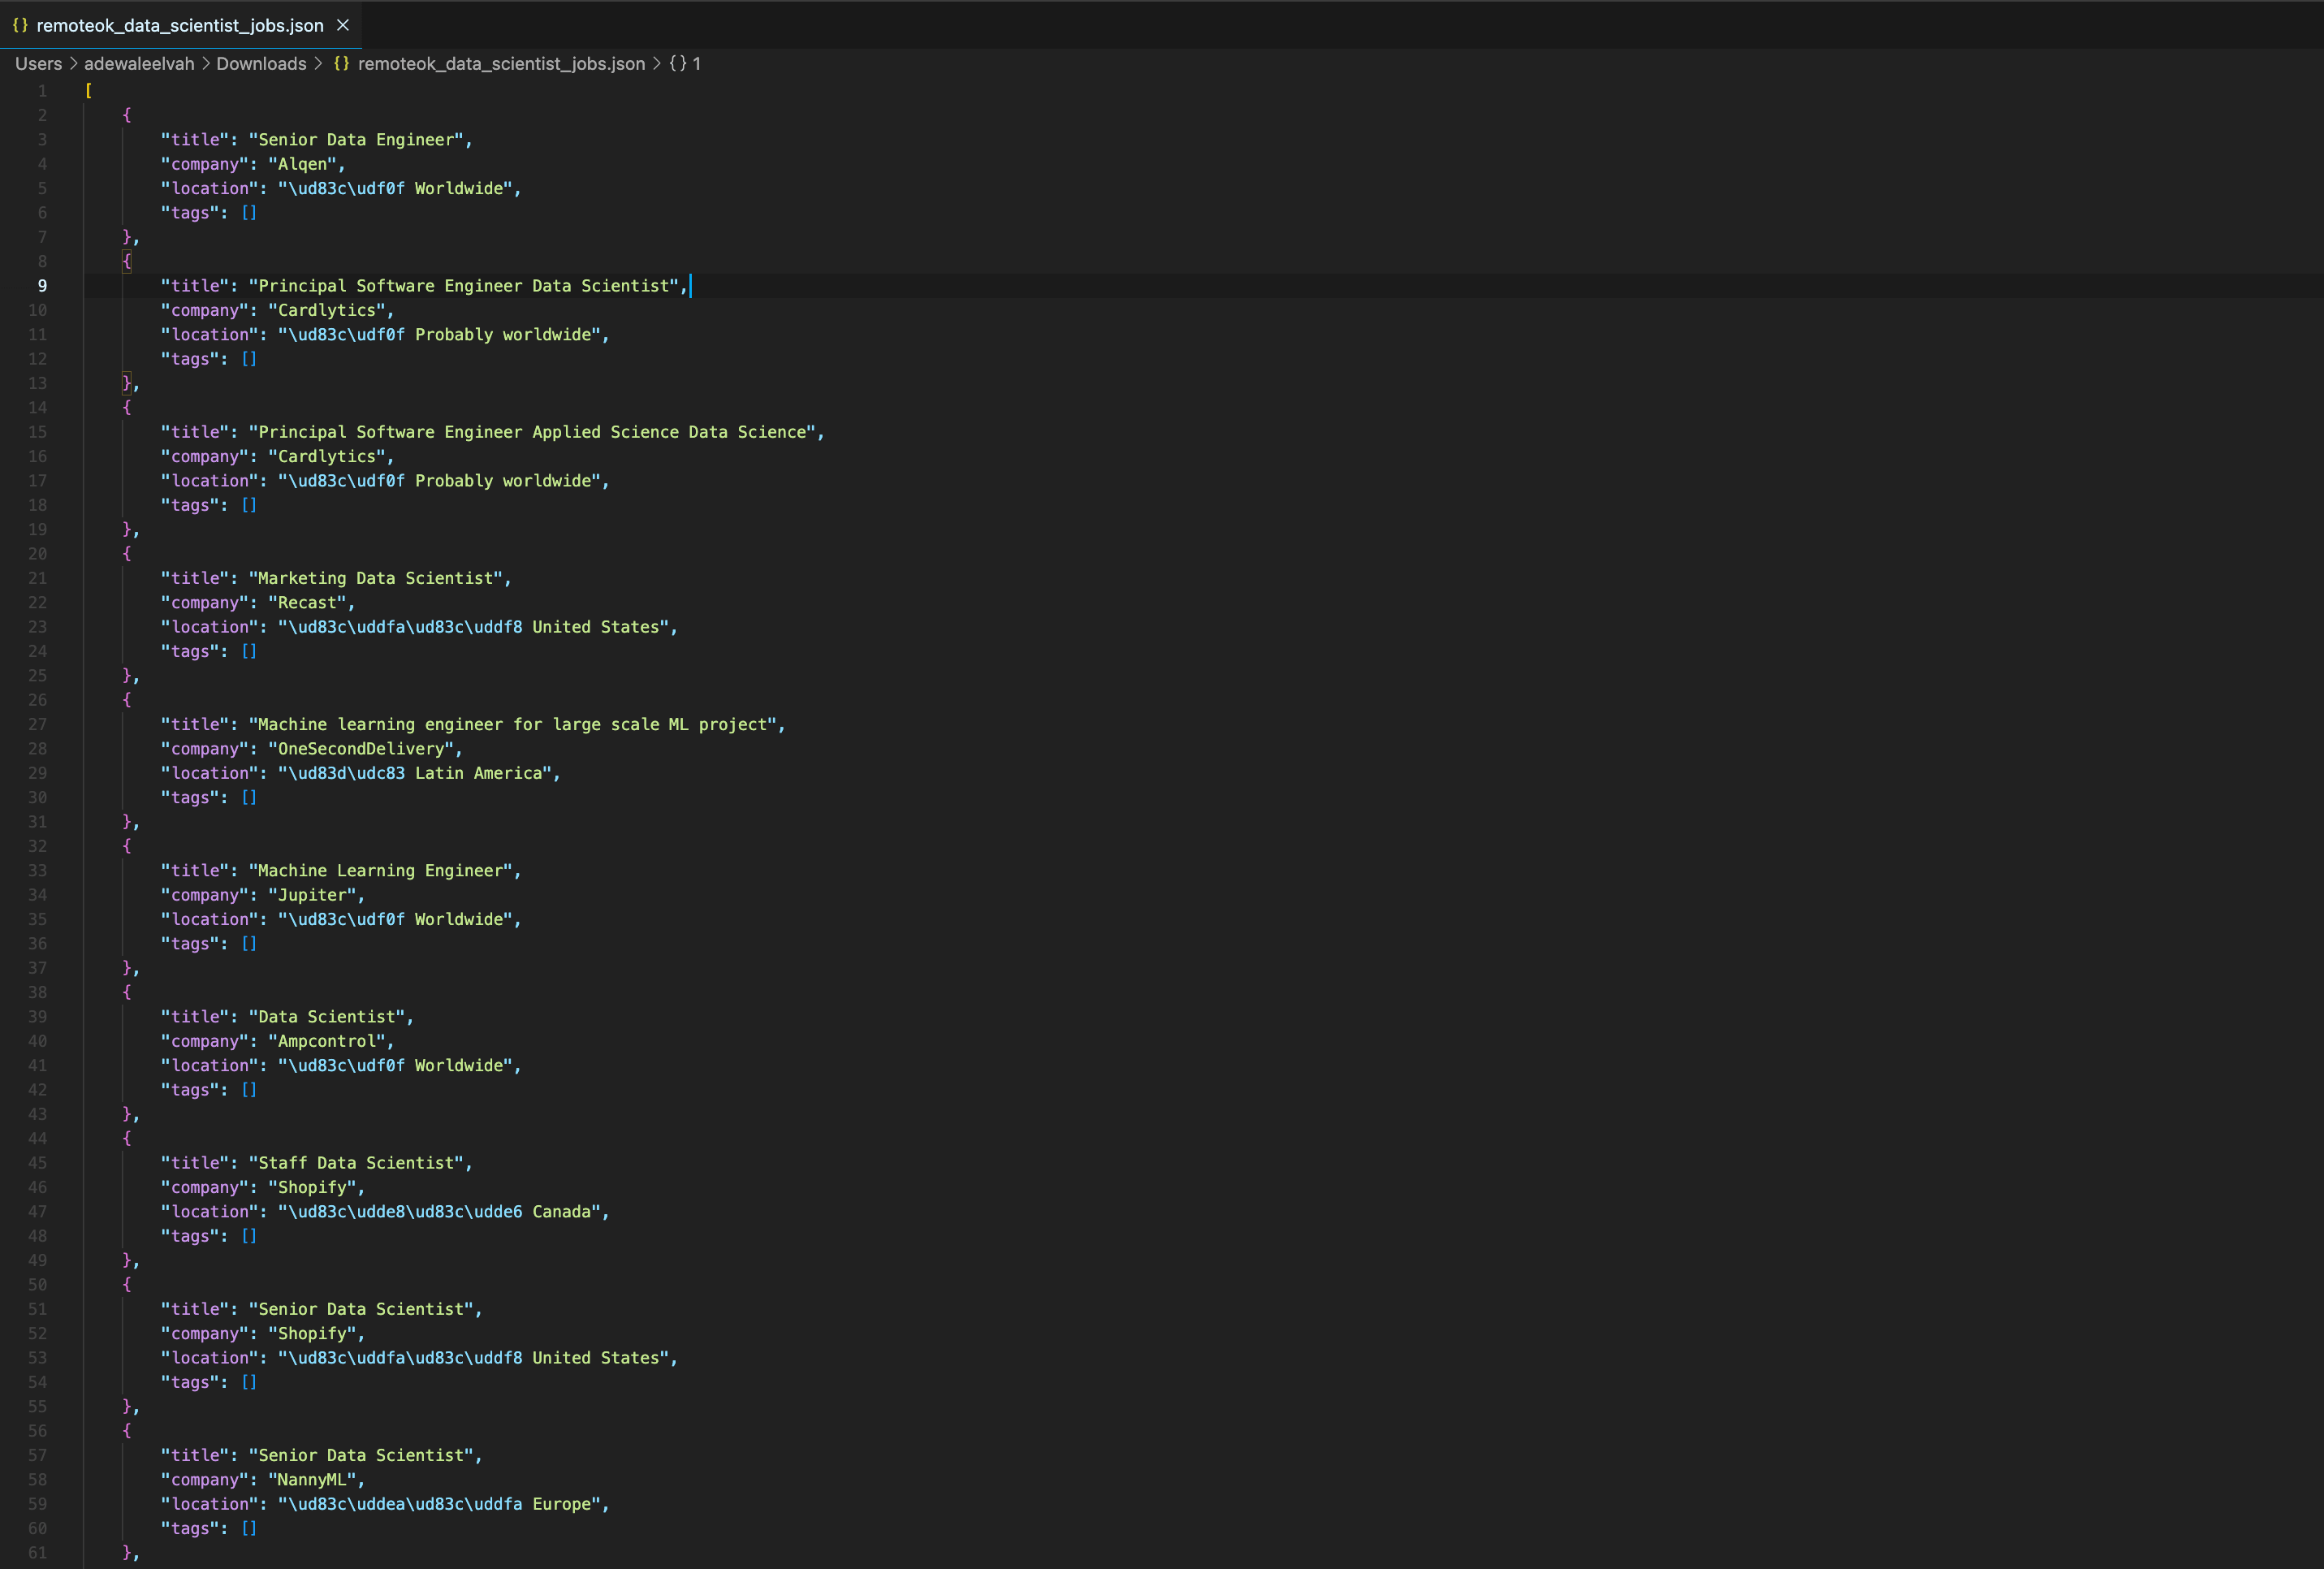 {} remoteok_data_scientist_jobs.json ×
Users > adewaleelvah > Downloads > {} remoteok_data_scientist_jobs.json > {} 1
1 [
2 {
3 "title": "Senior Data Engineer",
4 "company": "Alqen",
5 "location": "\ud83c\udf0f Worldwide",
6 "tags": []
7 },
8 {
9 "title": "Principal Software Engineer Data Scientist",
10 "company": "Cardlytics",
11 "location": "\ud83c\udf0f Probably worldwide",
12 "tags": []
13 },
14 {
15 "title": "Principal Software Engineer Applied Science Data Science",
16 "company": "Cardlytics",
17 "location": "\ud83c\udf0f Probably worldwide",
18 "tags": []
19 },
20 {
21 "title": "Marketing Data Scientist",
22 "company": "Recast",
23 "location": "\ud83c\uddfa\ud83c\uddf8 United States",
24 "tags": []
25 },
26 {
27 "title": "Machine learning engineer for large scale ML project",
28 "company": "OneSecondDelivery",
29 "location": "\ud83d\udc83 Latin America",
30 "tags": []
31 },
32 {
33 "title": "Machine Learning Engineer",
34 "company": "Jupiter",
35 "location": "\ud83c\udf0f Worldwide",
36 "tags": []
37 },
38 {
39 "title": "Data Scientist",
40 "company": "Ampcontrol",
41 "location": "\ud83c\udf0f Worldwide",
42 "tags": []
43 },
44 {
45 "title": "Staff Data Scientist",
46 "company": "Shopify",
47 "location": "\ud83c\udde8\ud83c\udde6 Canada",
48 "tags": []
49 },
50 {
51 "title": "Senior Data Scientist",
52 "company": "Shopify",
53 "location": "\ud83c\uddfa\ud83c\uddf8 United States",
54 "tags": []
55 },
56 {
57 "title": "Senior Data Scientist",
58 "company": "NannyML",
59 "location": "\ud83c\uddea\ud83c\uddfa Europe",
60 "tags": []
61 },